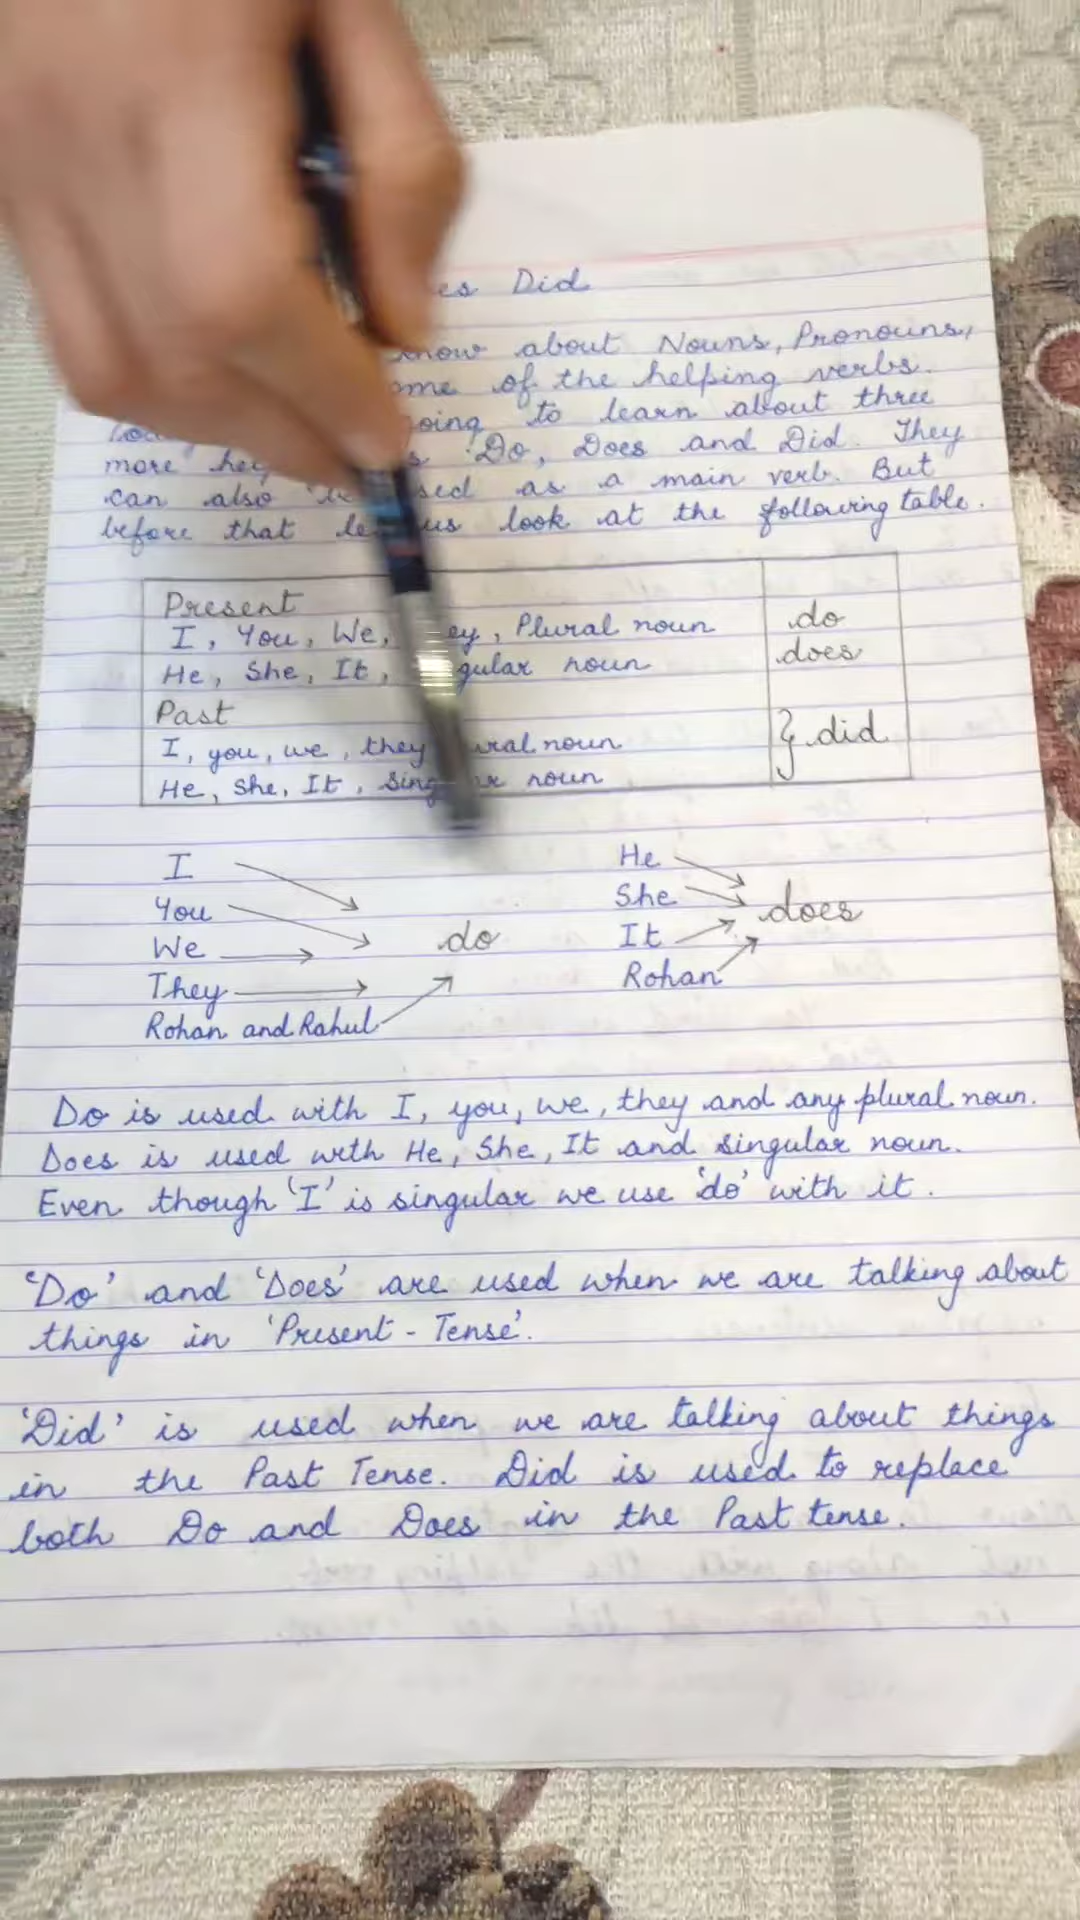 Did
know about Nouns, Pronouns,
of the helping verbs.
going to learn about three
more Do, Does and Did. They
can also as a main verb. But
before that us look at the following table.
Present
I, You, We, Plural noun do
He, She, It, noun does
Past
I, you, we, they noun } did
He, She, It, singular noun
I He
You She does
We do It
They Rohan
Rohan and Rahul
Do is used with I, you, we, they and any plural noun.
Does is used with He, She, It and singular noun.
Even though 'I' is singular we use 'do' with it.
'Do' and 'Does' are used when we are talking about
things in 'Present - Tense'.
'Did' is used when we are talking about things
in the Past Tense. Did is used to replace
both Do and Does in the Past tense.